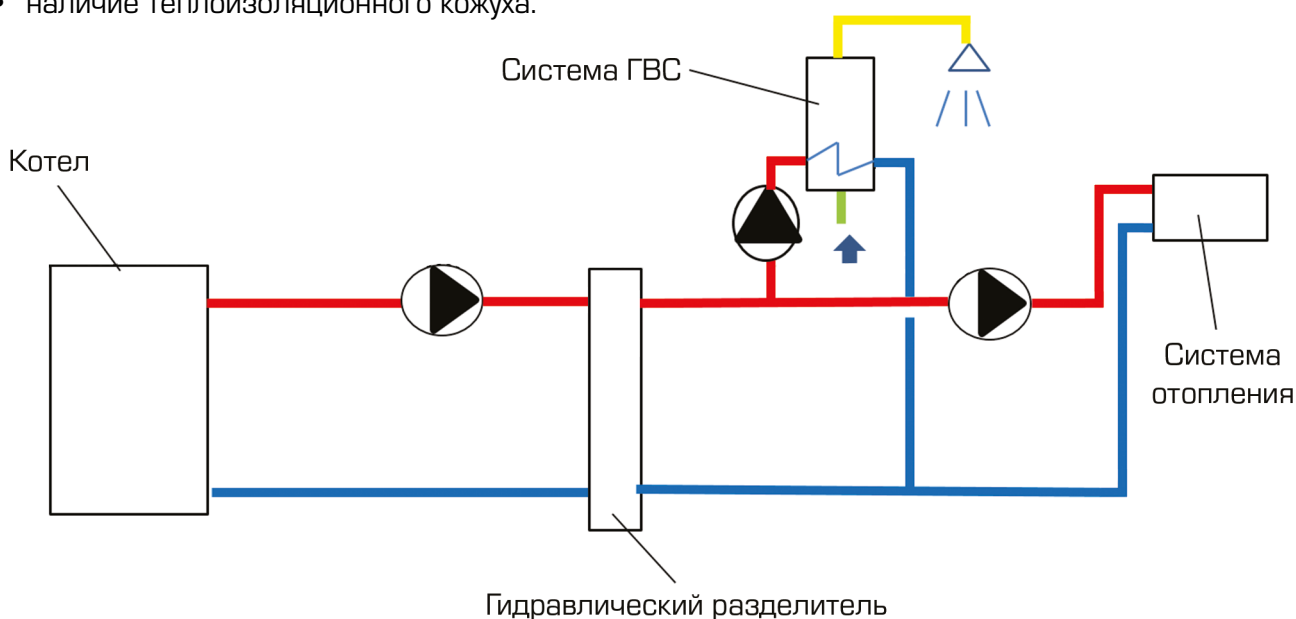 • наличие теплоизоляционного кожуха.
Система ГВС
Котел
Система
отопления
Гидравлический разделитель